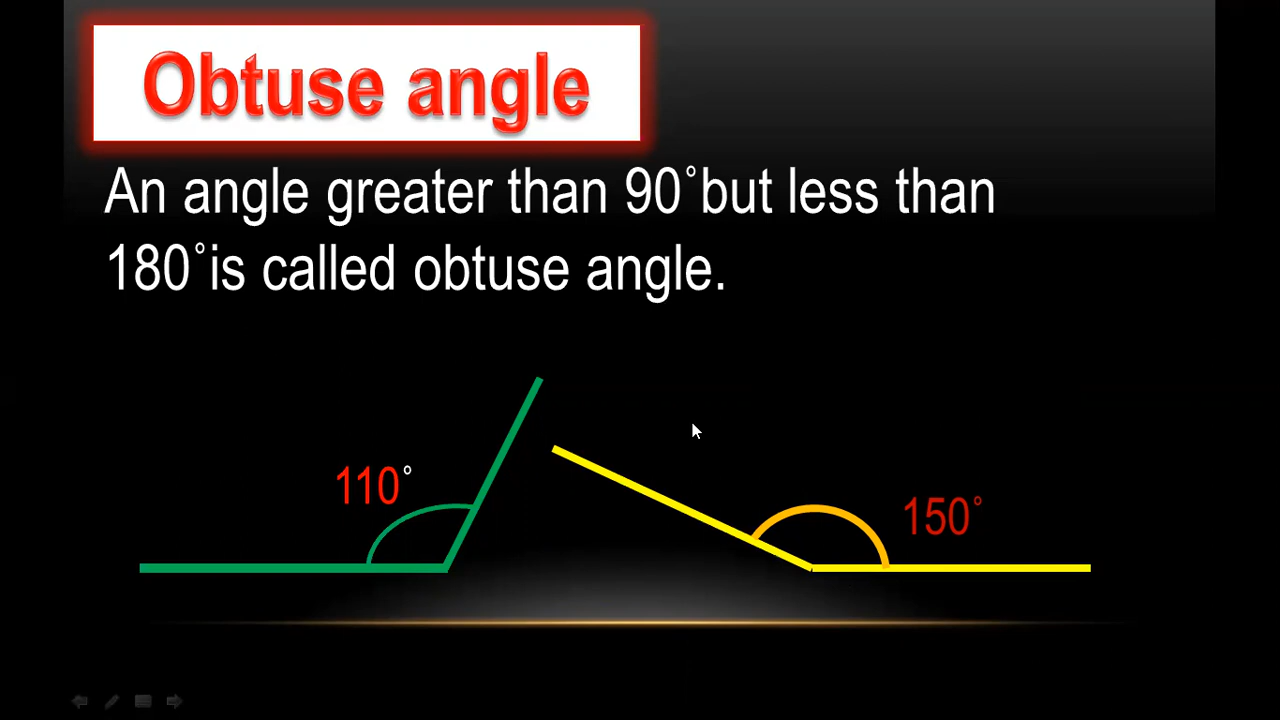 Obtuse angle
An angle greater than 90˚but less than
180˚is called obtuse angle.
110˚
150˚